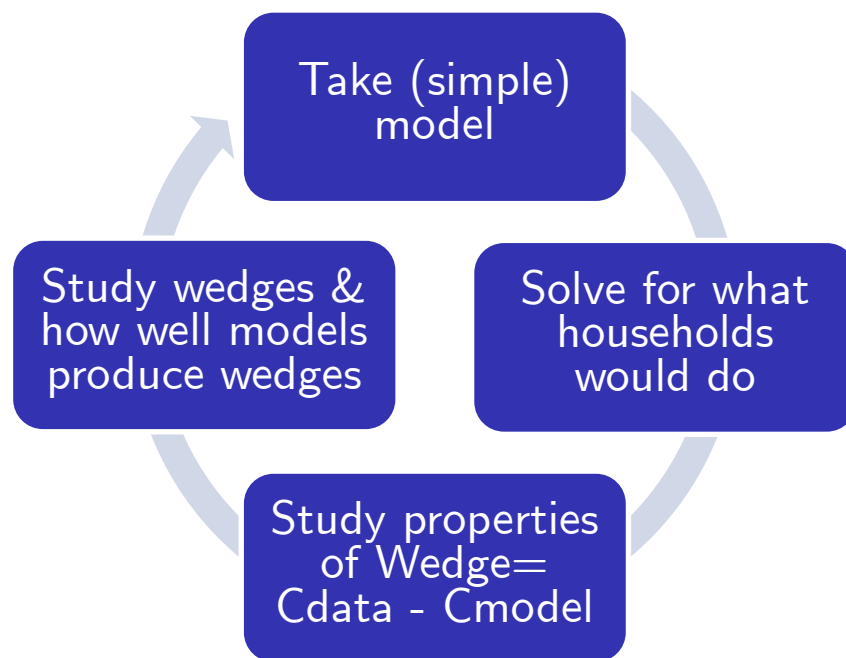 Take (simple)
model
Solve for what
households
would do
Study properties
of Wedge=
Cdata - Cmodel
Study wedges &
how well models
produce wedges